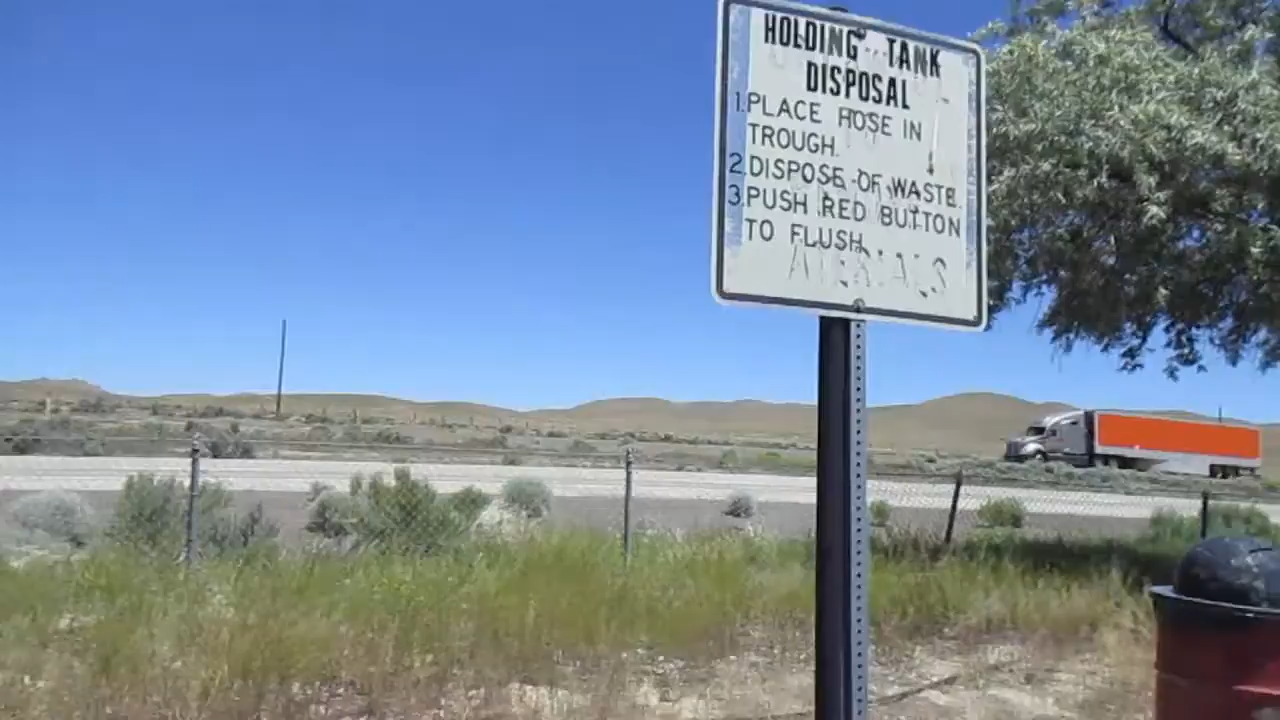 HOLDING TANK
DISPOSAL
1.PLACE HOSE IN
TROUGH.
2.DISPOSE OF WASTE.
3.PUSH RED BUTTON
TO FLUSH.